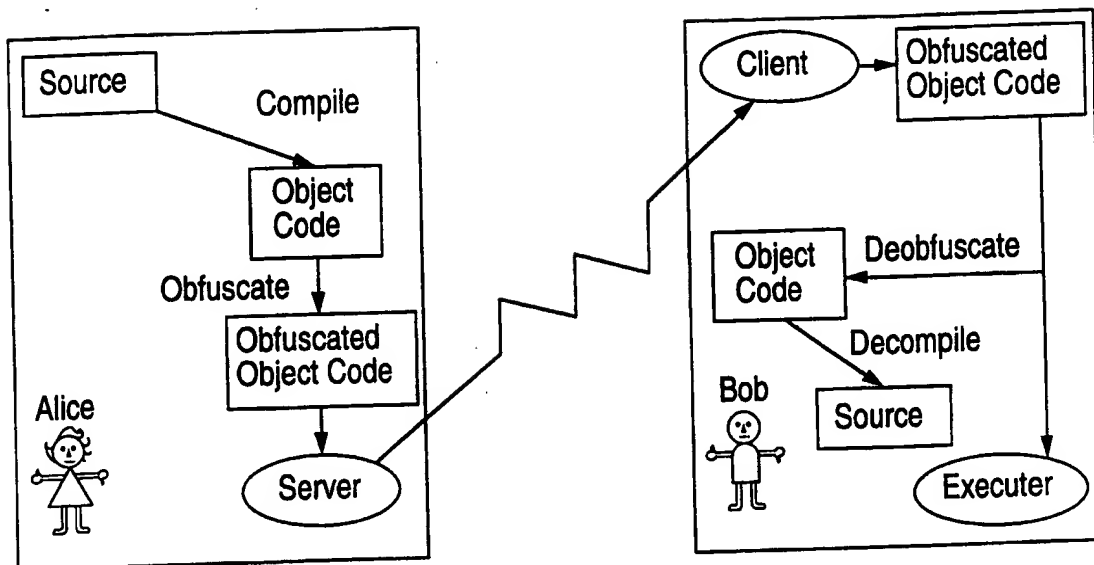 Source
Compile
Object
Code
Obfuscate
Obfuscated
Object Code
Alice
Server
Client
Obfuscated
Object Code
Object
Code
Deobfuscate
Decompile
Bob
Source
Executer